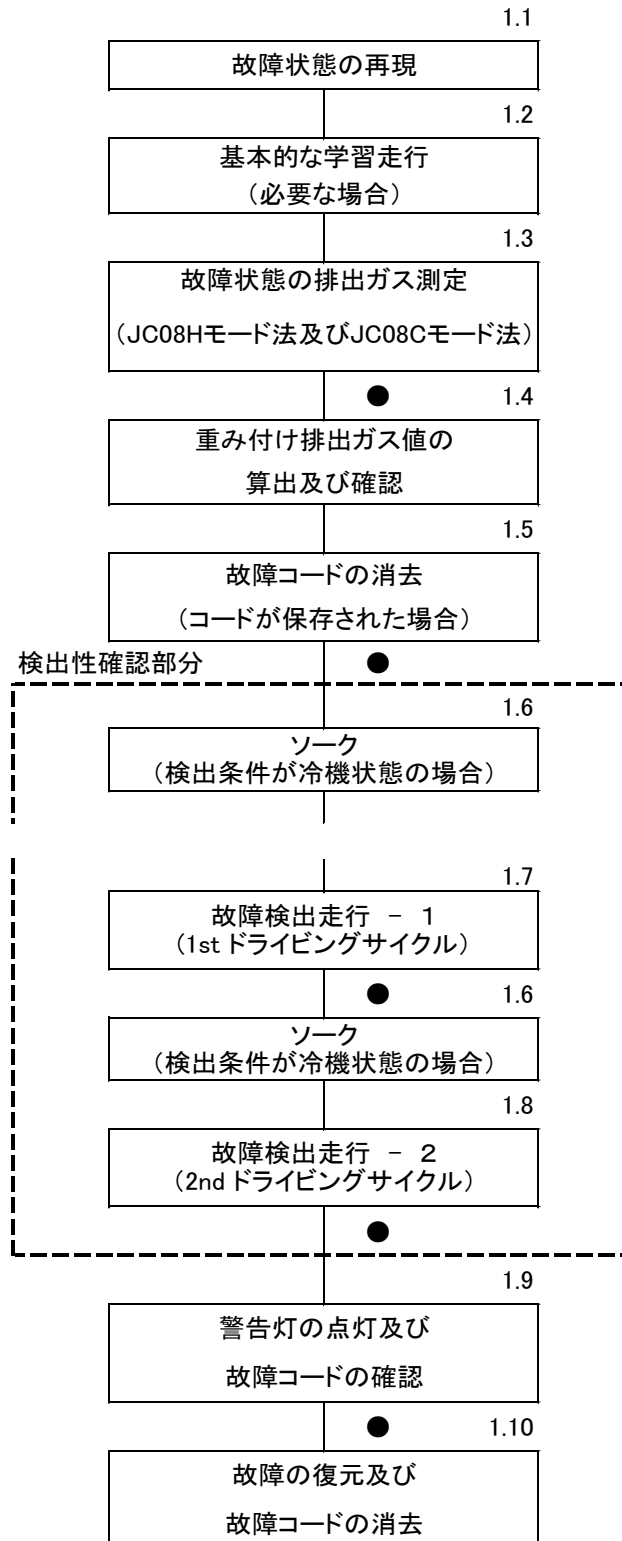 1.1
故障状態の再現
1.2
基本的な学習走行
（必要な場合）
1.3
故障状態の排出ガス測定
（JC08Hモード法及びJC08Cモード法）
● 1.4
重み付け排出ガス値の
算出及び確認
1.5
故障コードの消去
（コードが保存された場合）
検出性確認部分 ●
1.6
ソーク
（検出条件が冷機状態の場合）
1.7
故障検出走行 － １
（1st ドライビングサイクル）
● 1.6
ソーク
（検出条件が冷機状態の場合）
1.8
故障検出走行 － ２
（2nd ドライビングサイクル）
●
1.9
警告灯の点灯及び
故障コードの確認
● 1.10
故障の復元及び
故障コードの消去